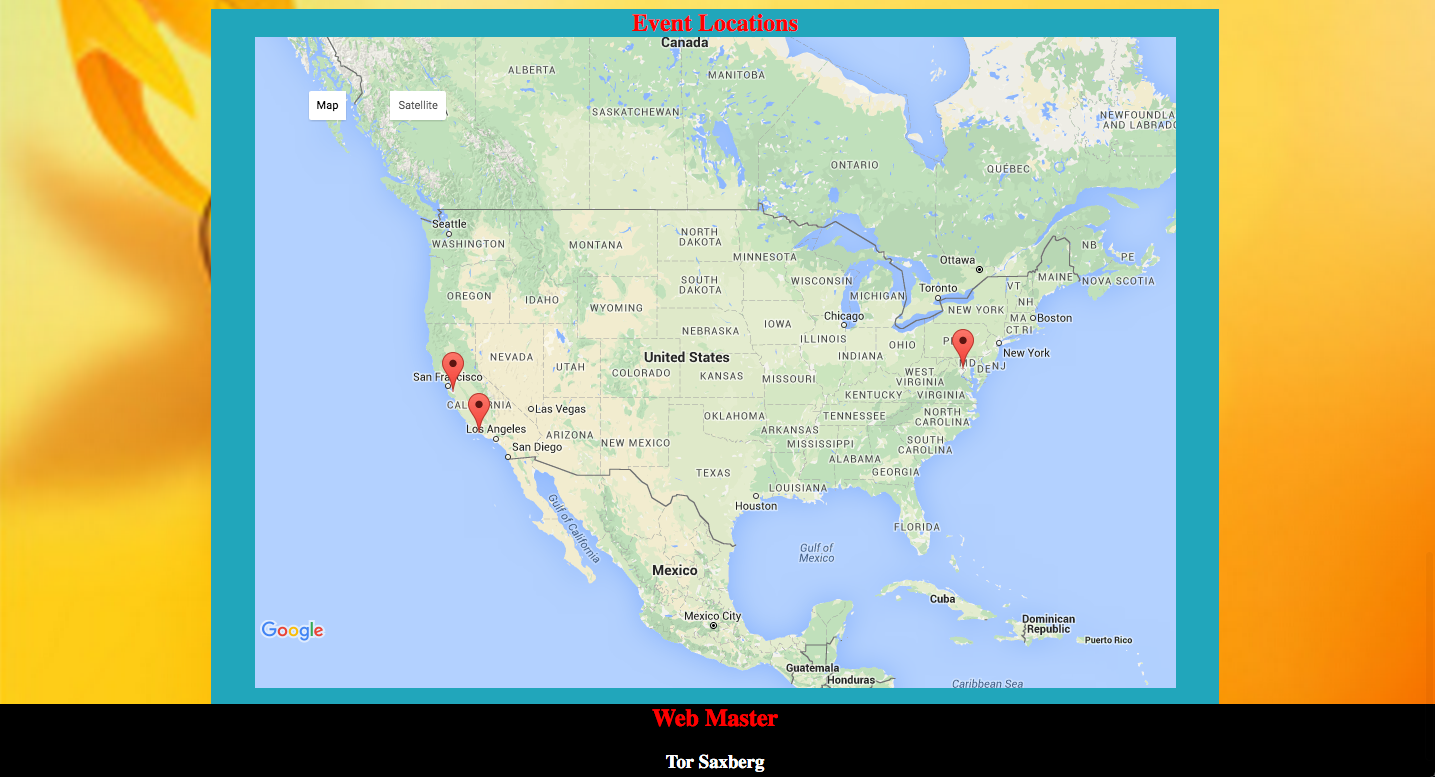 Event Locations
Canada
ALBERTA
MANITOBA
Map
Satellite
SASKATCHEWAN
NEWFOUNDLA
AND LABRADO
ONTARIO
QUÉBEC
Seattle
WASHINGTON
MONTANA
NORTH
DAKOTA
MINNESOTA
NB
PE
Ottawa
MAINE
NOVA SCOTIA
OREGON
IDAHO
WYOMING
SOUTH
DAKOTA
WISCONSIN
MICHIGAN
Toronto
VT
NH
NEW YORK
MA
Boston
CT RI
Chicago
IOWA
NEBRASKA
ILLINOIS
OHIO
INDIANA
New York
NEVADA
UTAH
COLORADO
United States
KANSAS
MISSOURI
WEST
VIRGINIA
MD
DE
NJ
San Francisco
KENTUCKY
VIRGINIA
CALIFORNIA
Las Vegas
OKLAHOMA
TENNESSEE
NORTH
CAROLINA
Los Angeles
ARIZONA
NEW MEXICO
ARKANSAS
MISSISSIPPI
SOUTH
CAROLINA
San Diego
ALABAMA
GEORGIA
TEXAS
LOUISIANA
Houston
FLORIDA
Gulf of California
Gulf of
Mexico
Mexico
Cuba
Mexico City
Dominican
Republic
Puerto Rico
Google
Guatemala
Honduras
Caribbean Sea
Web Master
Tor Saxberg